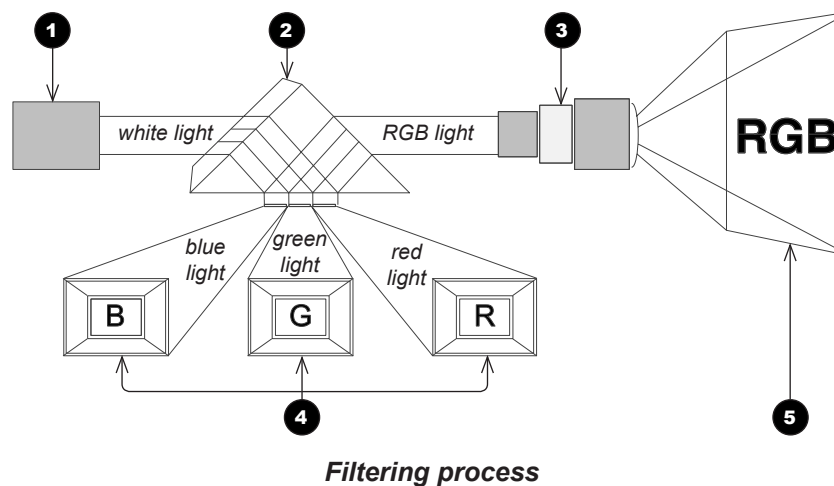 1
2
3
white light
RGB light
RGB
blue
light
green
light
red
light
B
G
R
4
5
Filtering process